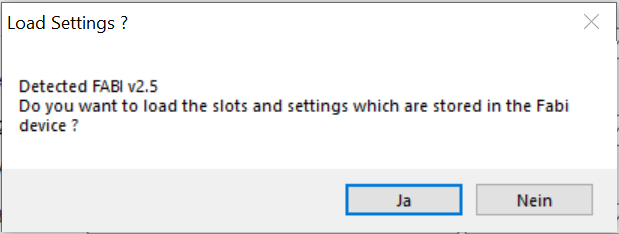 Load Settings ?
Detected FABI v2.5
Do you want to load the slots and settings which are stored in the Fabi
device ?
Ja
Nein